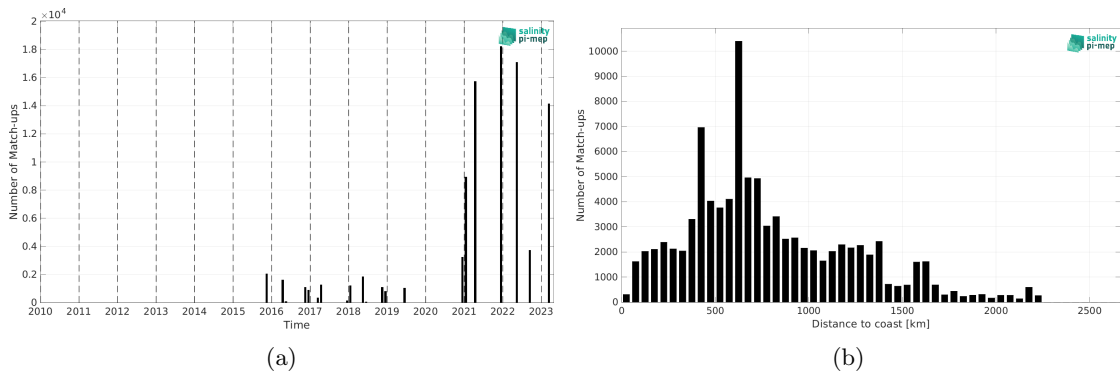 2 ×10⁴
1.8
1.6
1.4
1.2
1
0.8
0.6
0.4
0.2
0
Number of Match-ups
2010 2011 2012 2013 2014 2015 2016 2017 2018 2019 2020 2021 2022 2023
Time
salinity
pi-mep
(a)
10000
9000
8000
7000
6000
5000
4000
3000
2000
1000
0
Number of Match-ups
0 500 1000 1500 2000 2500
Distance to coast [km]
salinity
pi-mep
(b)